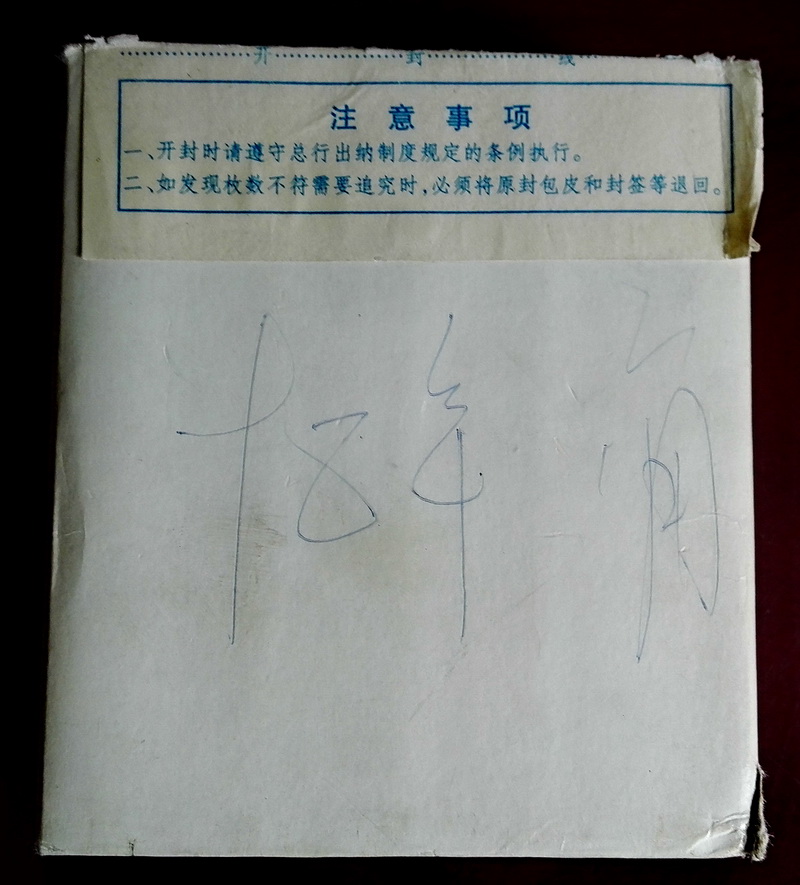 开封线
注意事项
一、开封时请遵守总行出纳制度规定的条例执行。
二、如发现枚数不符需要追究时,必须将原封包皮和封签等退回。
年 角